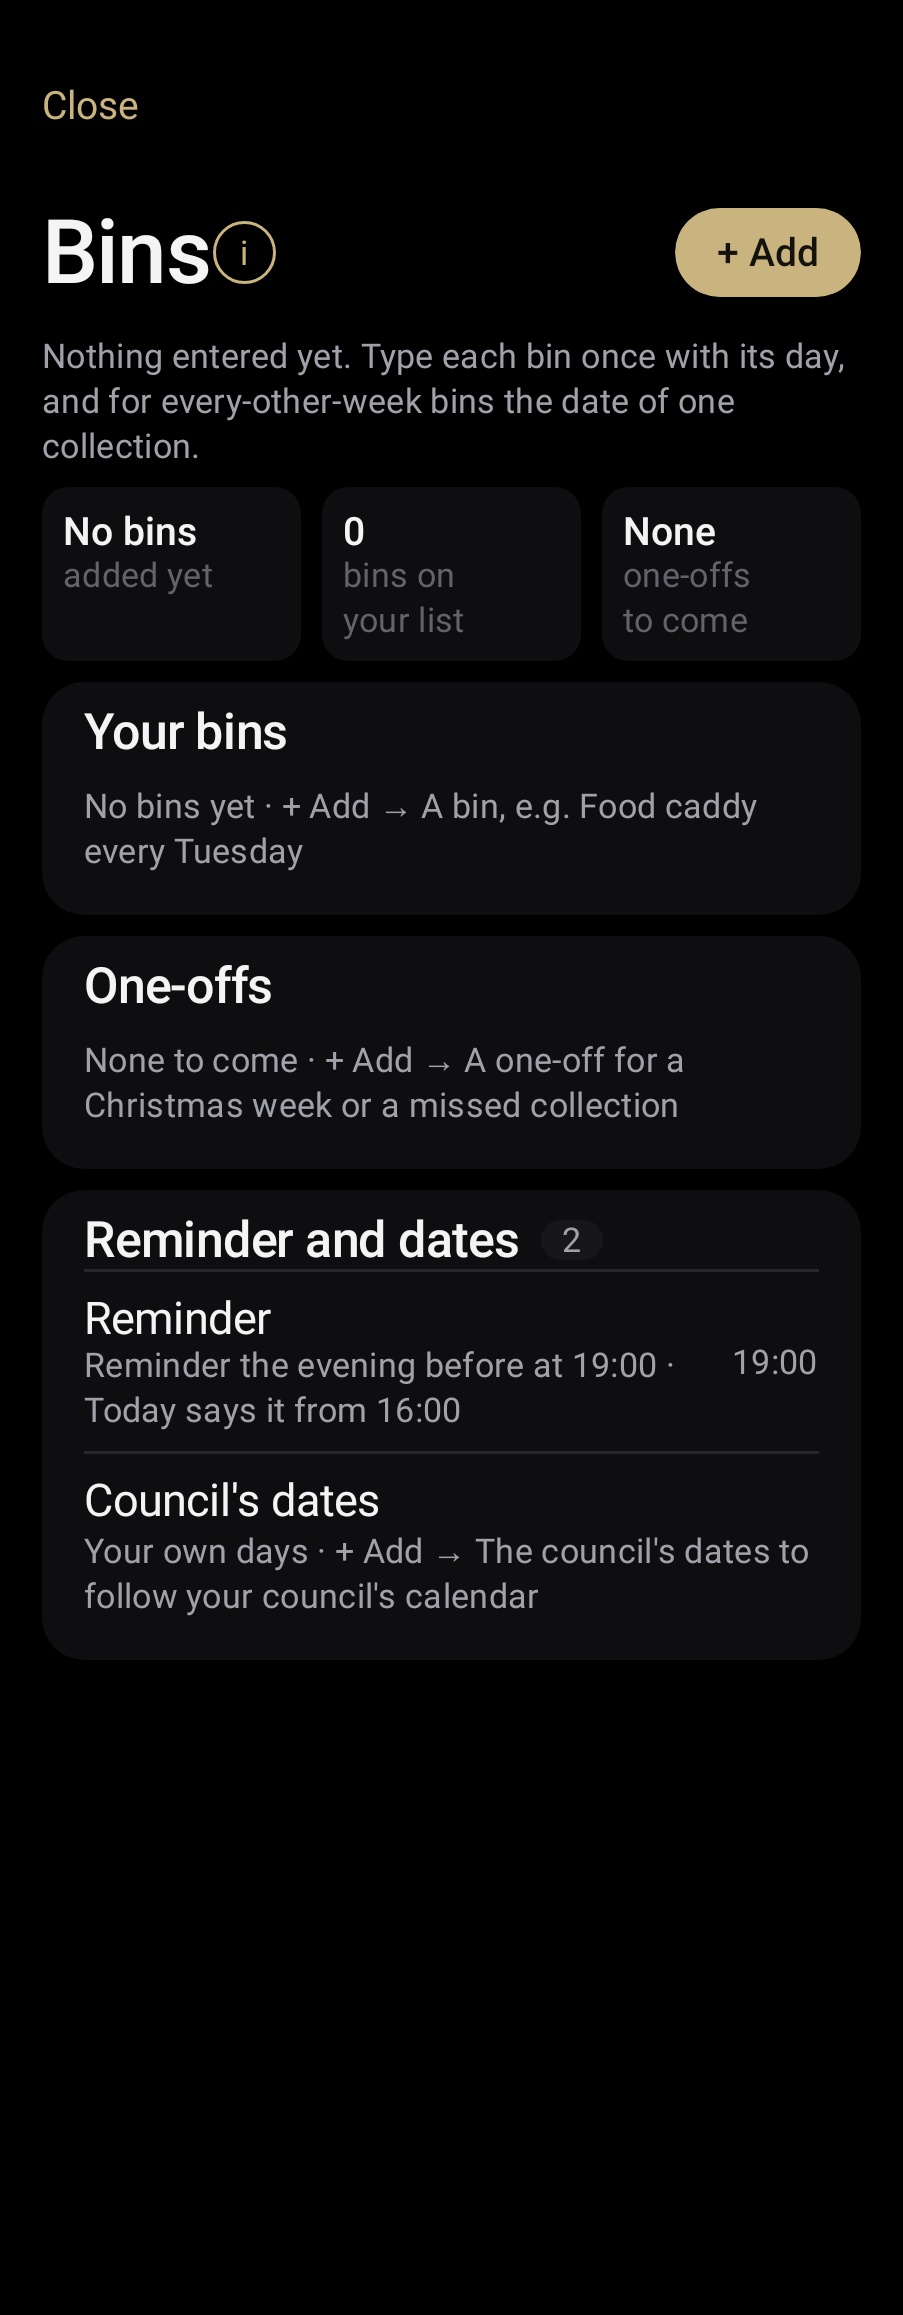 Close
Bins i
+ Add
Nothing entered yet. Type each bin once with its day,
and for every-other-week bins the date of one
collection.
No bins
added yet
0
bins on
your list
None
one-offs
to come
Your bins
No bins yet · + Add → A bin, e.g. Food caddy
every Tuesday
One-offs
None to come · + Add → A one-off for a
Christmas week or a missed collection
Reminder and dates 2
Reminder
Reminder the evening before at 19:00 ·
Today says it from 16:00
19:00
Council's dates
Your own days · + Add → The council's dates to
follow your council's calendar